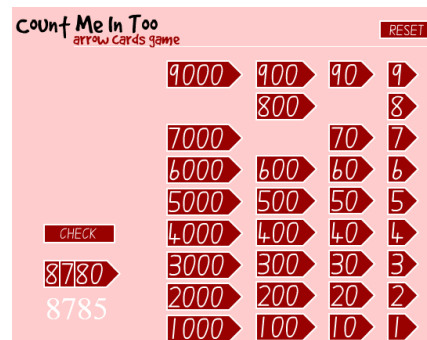 Count Me In Too
arrow cards game
RESET
9000 900 90 9
800 8
7000 70 7
6000 600 60 6
5000 500 50 5
4000 400 40 4
3000 300 30 3
2000 200 20 2
1000 100 10 1
CHECK
8780
8785